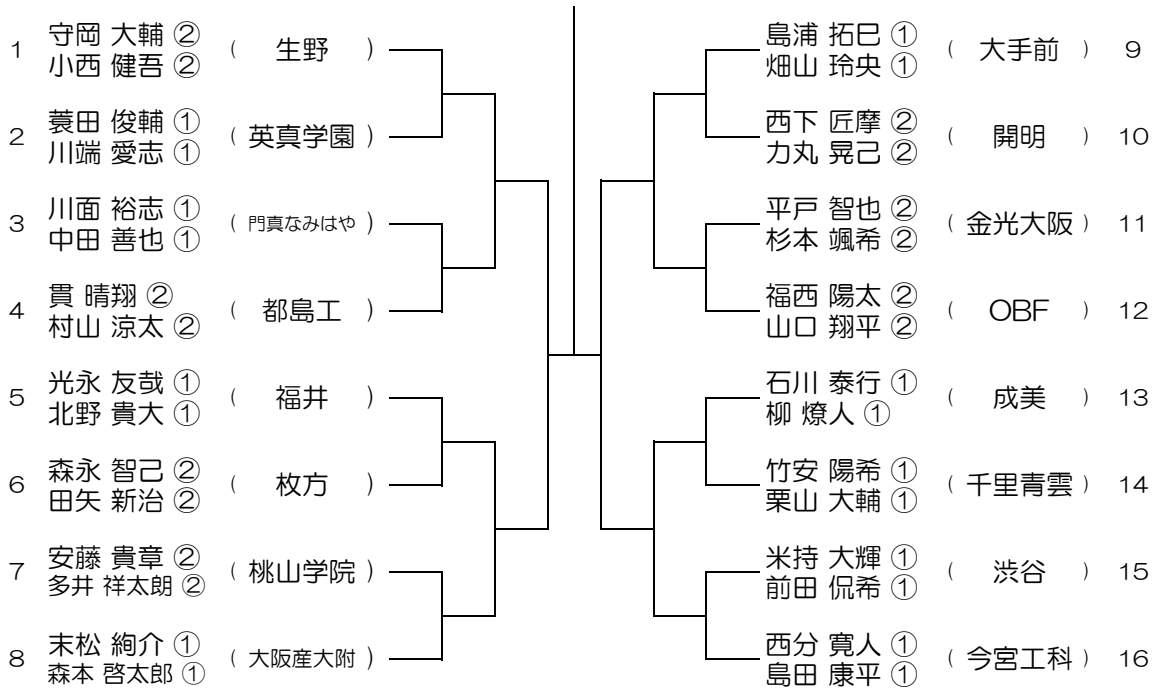 1 守岡 大輔 ② ( 生野 )
小西 健吾 ②
2 蓑田 俊輔 ① ( 英真学園 )
川端 愛志 ①
3 川面 裕志 ① ( 門真なみはや )
中田 善也 ①
4 貫 晴翔 ② ( 都島工 )
村山 涼太 ②
5 光永 友哉 ① ( 福井 )
北野 貴大 ①
6 森永 智己 ② ( 枚方 )
田矢 新治 ②
7 安藤 貴章 ② ( 桃山学院 )
多井 祥太朗 ②
8 末松 絢介 ① ( 大阪産大附 )
森本 啓太郎 ①
島浦 拓巳 ① ( 大手前 ) 9
畑山 玲央 ①
西下 匠摩 ② ( 開明 ) 10
力丸 晃己 ②
平戸 智也 ② ( 金光大阪 ) 11
杉本 颯希 ②
福西 陽太 ② ( OBF ) 12
山口 翔平 ②
石川 泰行 ① ( 成美 ) 13
柳 燎人 ①
竹安 陽希 ① ( 千里青雲 ) 14
栗山 大輔 ①
米持 大輝 ① ( 渋谷 ) 15
前田 侃希 ①
西分 寛人 ① ( 今宮工科 ) 16
島田 康平 ①